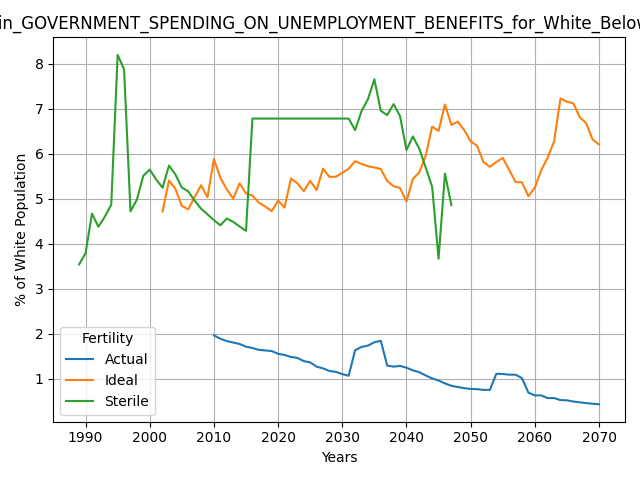 in_GOVERNMENT_SPENDING_ON_UNEMPLOYMENT_BENEFITS_for_White_Below
% of White Population
8
7
6
5
4
3
2
1
Fertility
Actual
Ideal
Sterile
1990 2000 2010 2020 2030 2040 2050 2060 2070
Years